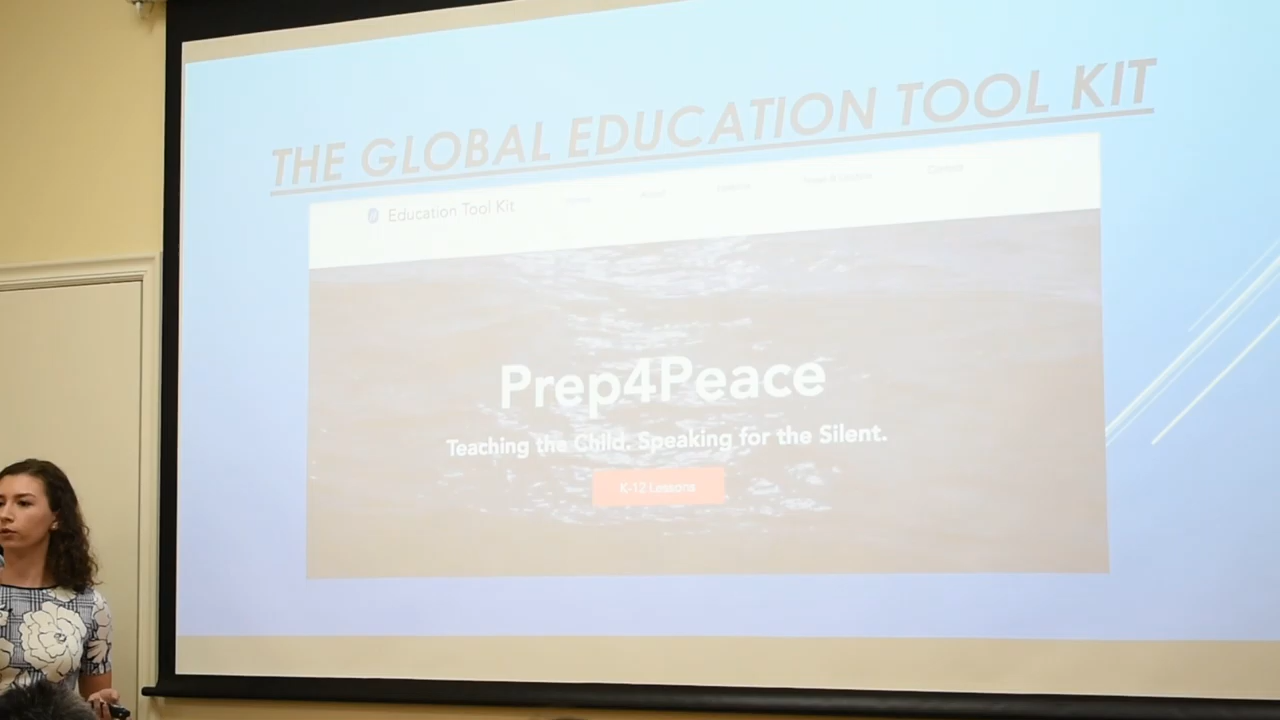 THE GLOBAL EDUCATION TOOL KIT
Education Tool Kit
Prep4Peace
Teaching the Child. Speaking for the Silent.
K-12 Lessons